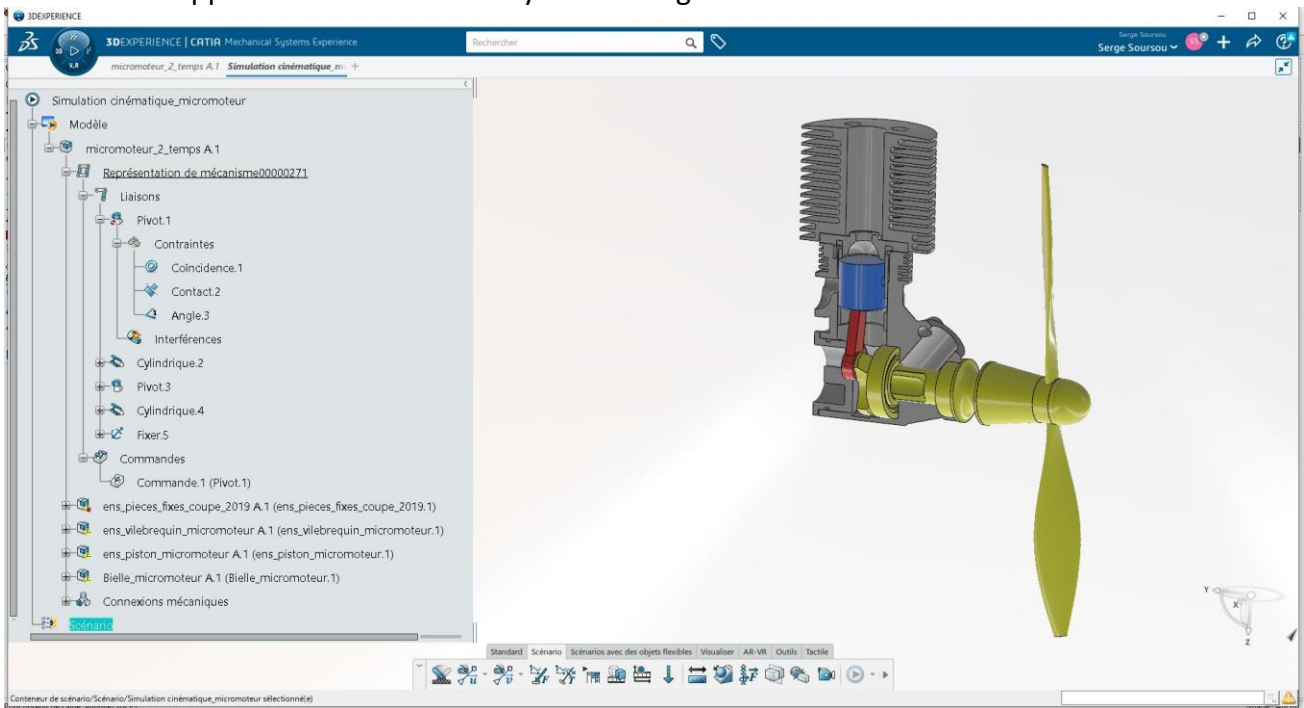 3DEXPERIENCE
3DEXPERIENCE | CATIA Mechanical Systems Experience
Rechercher
Serge Soursou
Serge Soursou
SS
3D
V.R
micromoteur_2_temps A.1 Simulation cinématique_m
Simulation cinématique_micromoteur
Modèle
micromoteur_2_temps A.1
Représentation de mécanisme00000271
Liaisons
Pivot.1
Contraintes
Coïncidence.1
Contact.2
Angle.3
Interférences
Cylindrique.2
Pivot.3
Cylindrique.4
Fixer.5
Commandes
Commande.1 (Pivot.1)
ens_pieces_fixes_coupe_2019 A.1 (ens_pieces_fixes_coupe_2019.1)
ens_vilebrequin_micromoteur A.1 (ens_vilebrequin_micromoteur.1)
ens_piston_micromoteur A.1 (ens_piston_micromoteur.1)
Bielle_micromoteur A.1 (Bielle_micromoteur.1)
Connexions mécaniques
Scénario
Y
X
Z
Standard Scénario Scénarios avec des objets flexibles Visualiser AR-VR Outils Tactile
Conteneur de scénario/Scénario/Simulation cinématique_micromoteur sélectionné(e)